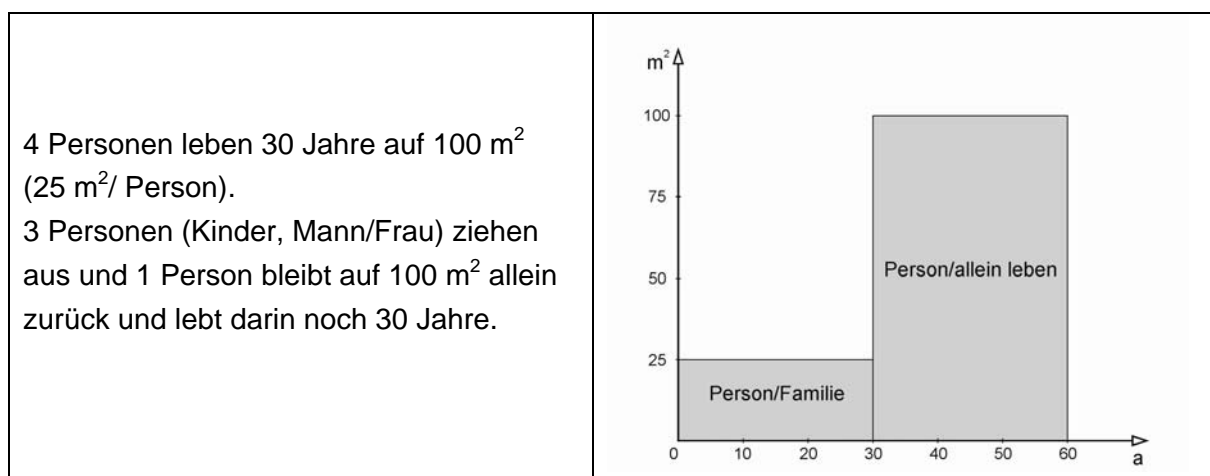 4 Personen leben 30 Jahre auf 100 m²
(25 m²/ Person).
3 Personen (Kinder, Mann/Frau) ziehen
aus und 1 Person bleibt auf 100 m² allein
zurück und lebt darin noch 30 Jahre.
m²
100
75
50
25
Person/allein leben
Person/Familie
0 10 20 30 40 50 60
a